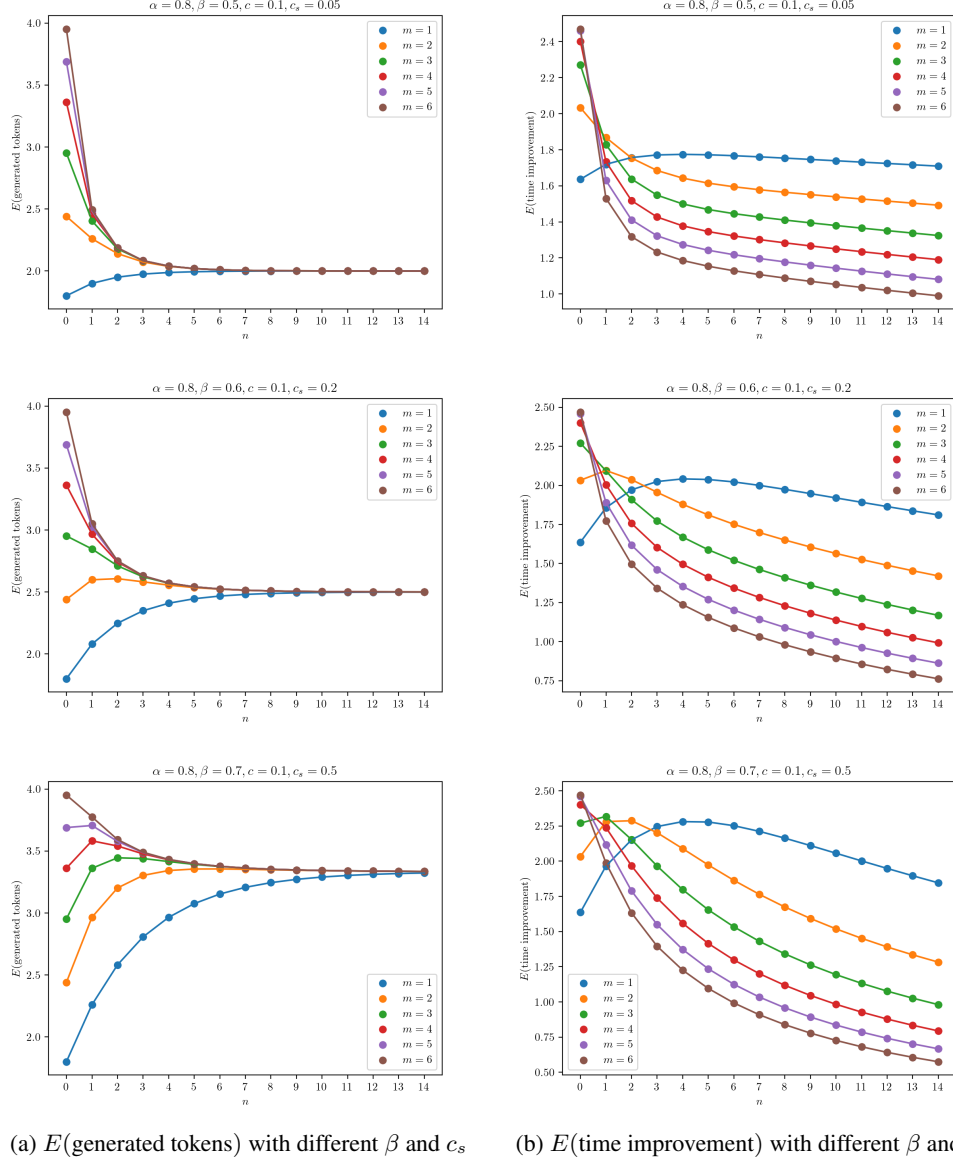 α = 0.8, β = 0.5, c = 0.1, c_s = 0.05
E(generated tokens)
4.0
3.5
3.0
2.5
2.0
m = 1
m = 2
m = 3
m = 4
m = 5
m = 6
0 1 2 3 4 5 6 7 8 9 10 11 12 13 14
n
α = 0.8, β = 0.5, c = 0.1, c_s = 0.05
E(time improvement)
2.4
2.2
2.0
1.8
1.6
1.4
1.2
1.0
m = 1
m = 2
m = 3
m = 4
m = 5
m = 6
0 1 2 3 4 5 6 7 8 9 10 11 12 13 14
n
α = 0.8, β = 0.6, c = 0.1, c_s = 0.2
E(generated tokens)
4.0
3.5
3.0
2.5
2.0
m = 1
m = 2
m = 3
m = 4
m = 5
m = 6
0 1 2 3 4 5 6 7 8 9 10 11 12 13 14
n
α = 0.8, β = 0.6, c = 0.1, c_s = 0.2
E(time improvement)
2.50
2.25
2.00
1.75
1.50
1.25
1.00
0.75
m = 1
m = 2
m = 3
m = 4
m = 5
m = 6
0 1 2 3 4 5 6 7 8 9 10 11 12 13 14
n
α = 0.8, β = 0.7, c = 0.1, c_s = 0.5
E(generated tokens)
4.0
3.5
3.0
2.5
2.0
m = 1
m = 2
m = 3
m = 4
m = 5
m = 6
0 1 2 3 4 5 6 7 8 9 10 11 12 13 14
n
α = 0.8, β = 0.7, c = 0.1, c_s = 0.5
E(time improvement)
2.50
2.25
2.00
1.75
1.50
1.25
1.00
0.75
0.50
m = 1
m = 2
m = 3
m = 4
m = 5
m = 6
0 1 2 3 4 5 6 7 8 9 10 11 12 13 14
n
(a) E(generated tokens) with different β and c_s
(b) E(time improvement) with different β and